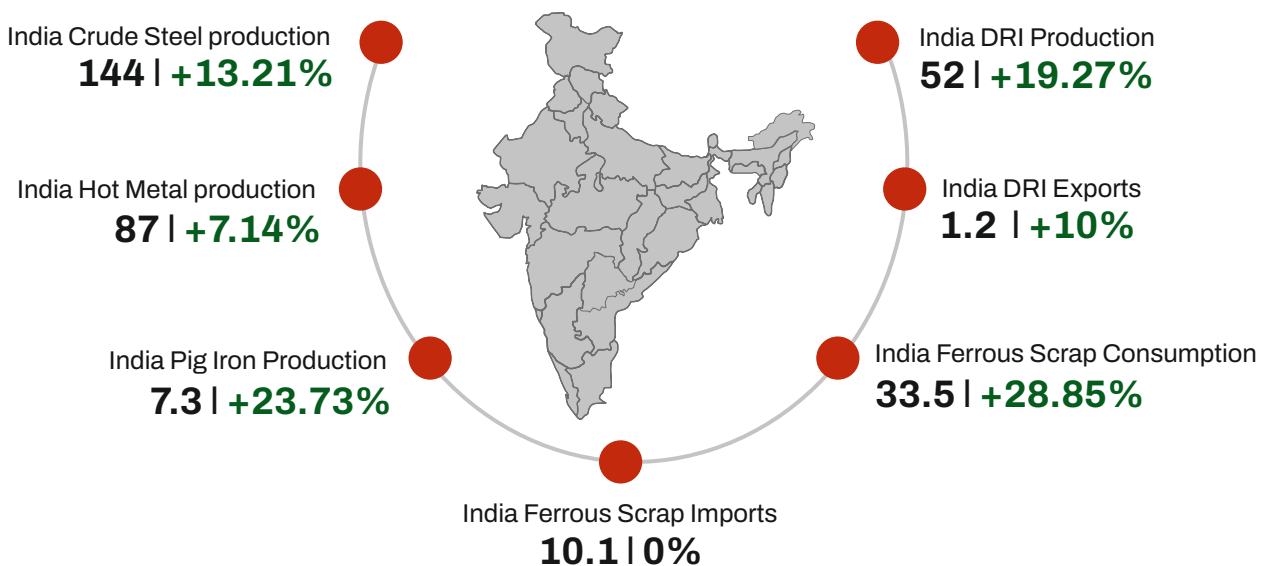 India Crude Steel production
144 | +13.21%
India Hot Metal production
87 | +7.14%
India Pig Iron Production
7.3 | +23.73%
India Ferrous Scrap Imports
10.1 | 0%
India DRI Production
52 | +19.27%
India DRI Exports
1.2 | +10%
India Ferrous Scrap Consumption
33.5 | +28.85%